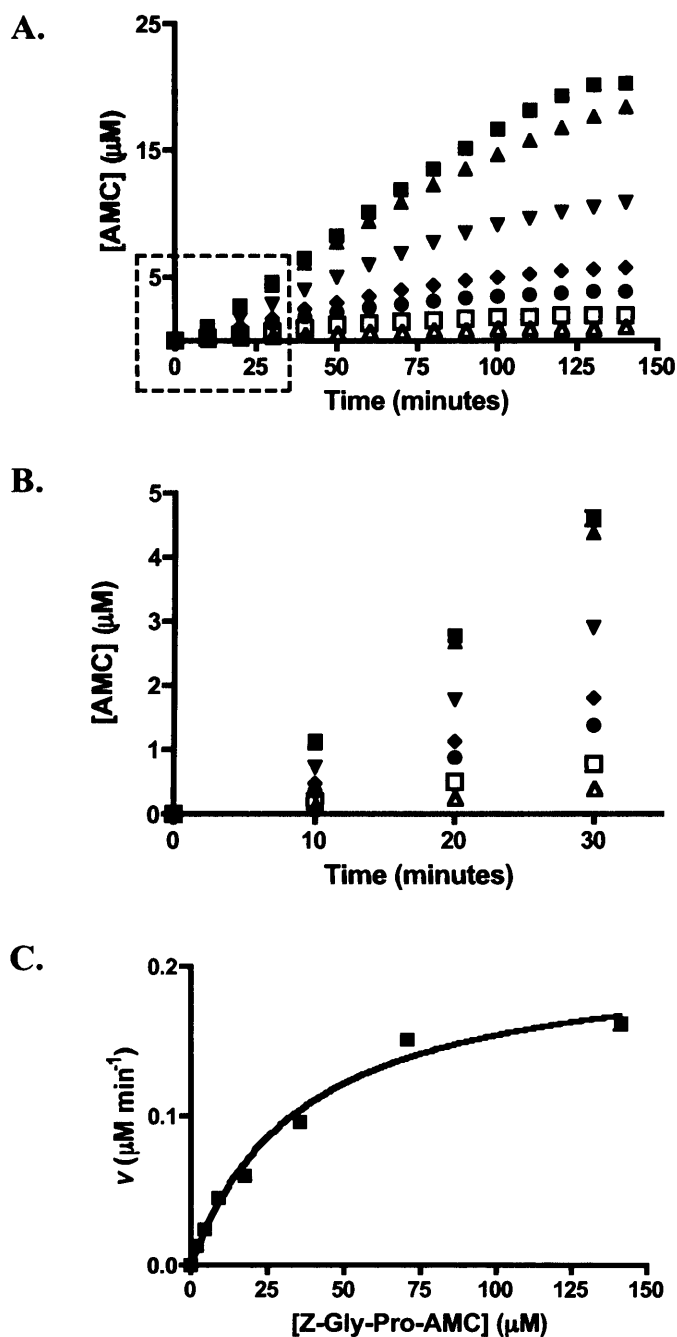 A.
25
15
5
[AMC] (μM)
0 25 50 75 100 125 150
Time (minutes)
B.
5
4
3
2
1
0
[AMC] (μM)
0 10 20 30
Time (minutes)
C.
0.2
0.1
0.0
v (μM min⁻¹)
0 25 50 75 100 125 150
[Z-Gly-Pro-AMC] (μM)